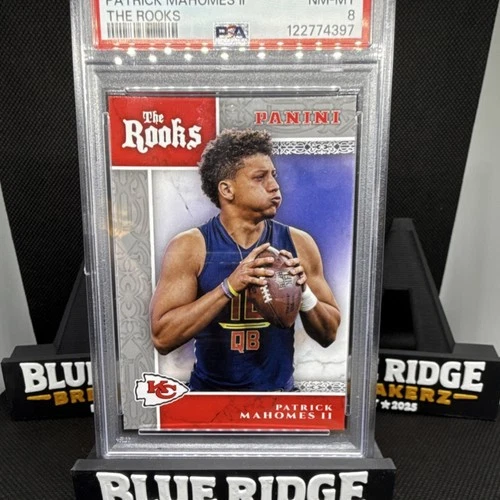 PATRICK MAHOMES II NM-MT
THE ROOKS 8
PSA 122774397
The
Rooks
PANINI
QB
KC
PATRICK
MAHOMES II
BLUE RIDGE
★2025
BLUE RIDGE